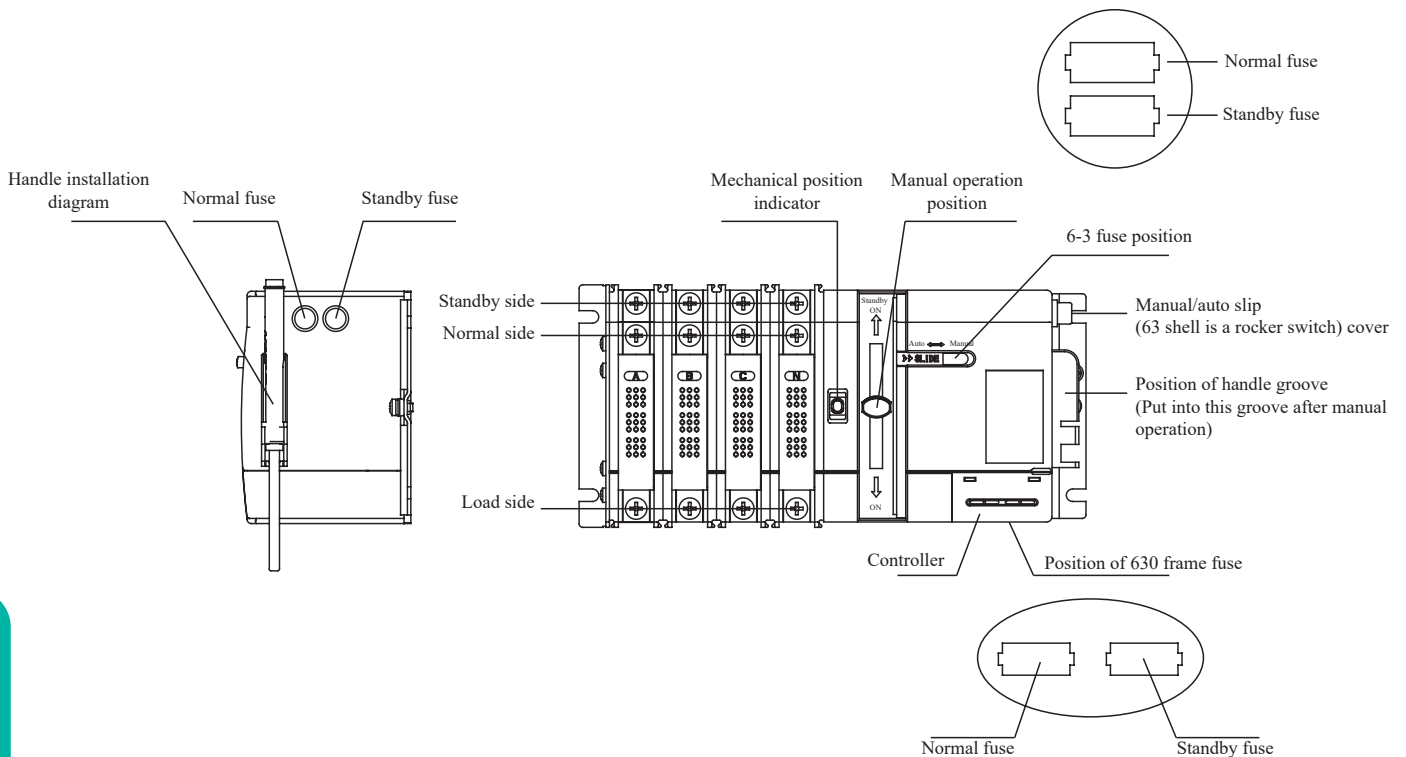 Normal fuse
Standby fuse
Handle installation
diagram
Normal fuse
Standby fuse
Mechanical position
indicator
Manual operation
position
6-3 fuse position
Standby side
Normal side
Load side
Standby
ON
Auto Manual
>>SLIDE
A
B
C
N
ON
Manual/auto slip
(63 shell is a rocker switch) cover
Position of handle groove
(Put into this groove after manual
operation)
Controller
Position of 630 frame fuse
Normal fuse
Standby fuse